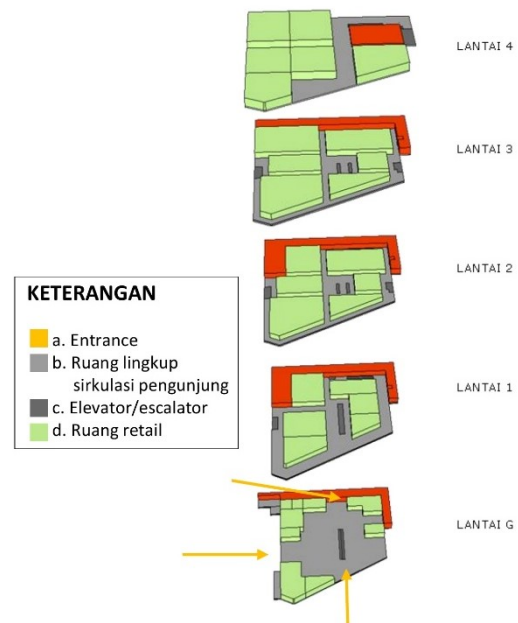 LANTAI 4
LANTAI 3
LANTAI 2
KETERANGAN
a. Entrance
b. Ruang lingkup
sirkulasi pengunjung
c. Elevator/escalator
d. Ruang retail
LANTAI 1
LANTAI G